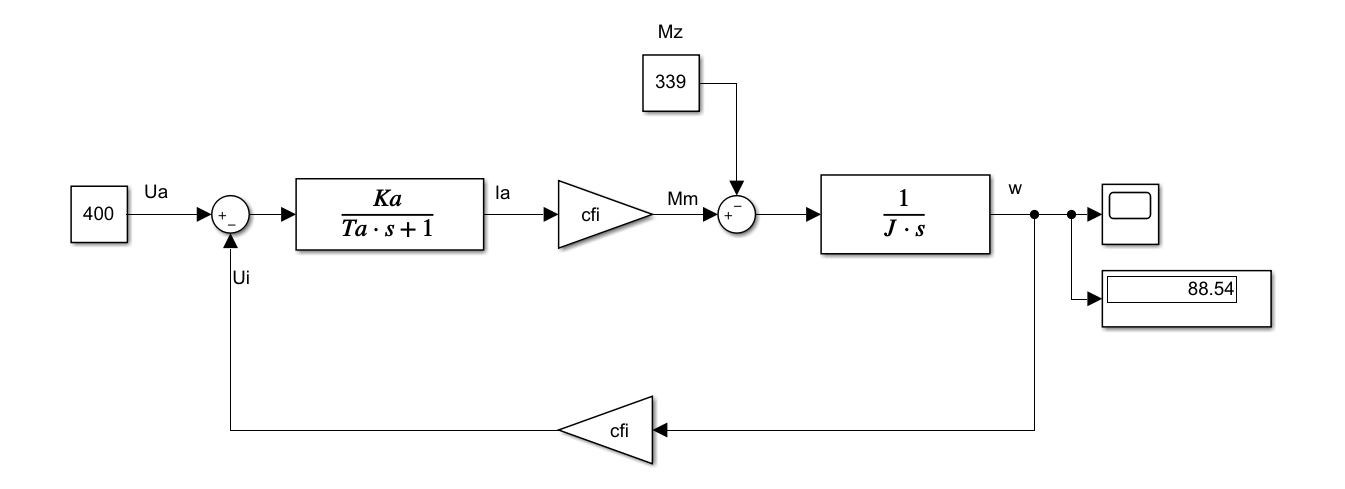 Mz
339
400
Ua
+
−
Ka
Ta · s + 1
Ia
cfi
Mm
+
−
1
J · s
w
88.54
Ui
cfi